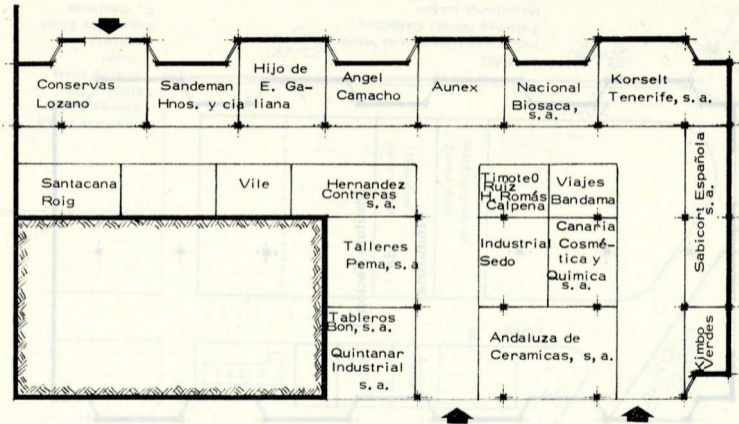 Conservas
Lozano
Sandeman
Hnos. y cia
Hijo de
E. Ga-
liana
Angel
Camacho
Aunex
Nacional
Biosaca,
s.a.
Korselt
Tenerife, s.a.
Santacana
Roig
Vile
Hernandez
Contreras
s.a.
TimoteO
Ruiz
H. Romás
Calpena
Viajes
Bandama
Sabicort Española
s.a.
Talleres
Pema, s.a
Industrial
Sedo
Canaria
Cosmé-
tica y
Quimica
s.a.
Tableros
Bon, s.a.
Quintanar
Industrial
s.a.
Andaluza de
Ceramicas, s,a.
Kimbo
Verdes